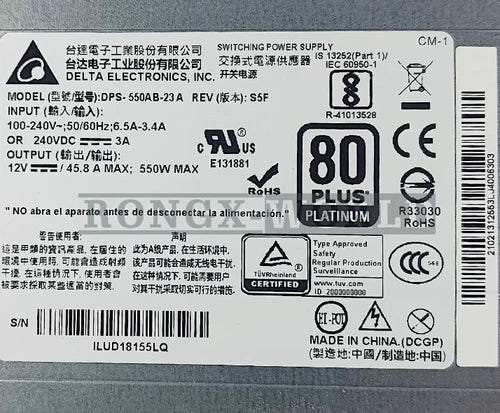 台達電子工業股份有限公司
台达电子工业股份有限公司
DELTA ELECTRONICS, INC.
SWITCHING POWER SUPPLY
交換式電源供應器
开关电源
IS 13252(Part 1)/
IEC 60950-1
CM-1
MODEL (型號/型号): DPS-550AB-23 A REV (版本): S5F
R-41013528
INPUT (輸入/输入):
100-240V~;50/60Hz;6.5A-3.4A
OR 240VDC 3A
OUTPUT (輸出/输出):
12V / 45.8 A MAX; 550W MAX
c UL US
E131881
RoHS
80
PLUS
PLATINUM
R33030
RoHS
2102131255
No abra el aparato antes de desconectar la alimentación.
RONGX WORLD
声明
此为A级产品, 在生活环境中,
该产品可能会造成无线电干扰,
在这种情况下, 可能需要用户
对其干扰采取切实可行的措施.
TÜVRheinland
CERTIFIED
Type Approved
Safety
Regular Production
Surveillance
www.tuv.com
ID 2000000000
CCC
S/N
ILUD18155LQ
HI-POT
MADE IN CHINA.(DCGP)
(製造地:中國/制造地:中国)